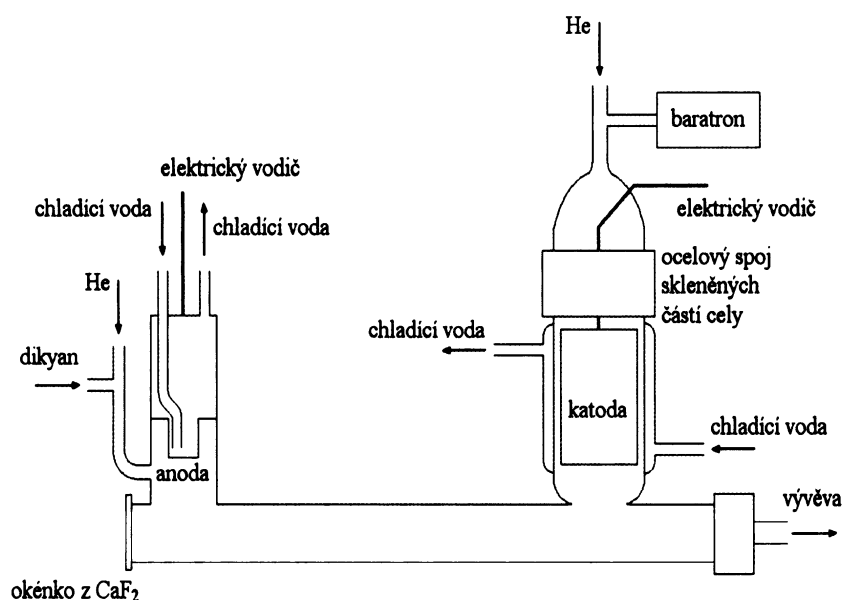 He
baratron
elektrický vodič
chladící voda
chladící voda
elektrický vodič
ocelový spoj
skleněných
částí cely
He
chladící voda
dikyan
katoda
chladící voda
anoda
vývěva
okénko z CaF2